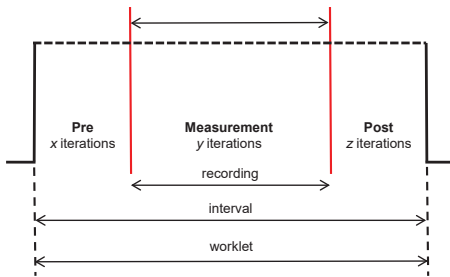 Pre
x iterations
Measurement
y iterations
Post
z iterations
recording
interval
worklet